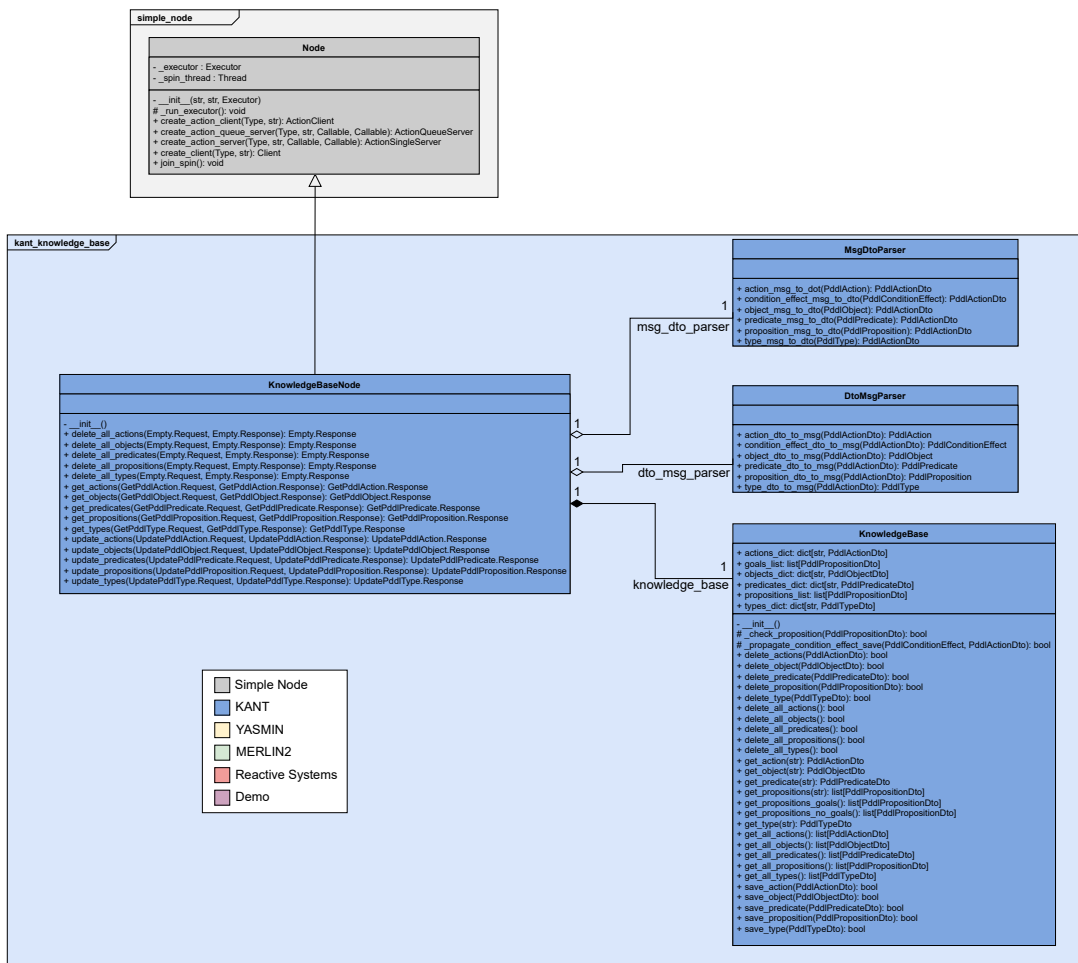 simple_node
Node
- _executor : Executor
- _spin_thread : Thread
- __init__(str, str, Executor)
# _run_executor(): void
+ create_action_client(Type, str): ActionClient
+ create_action_queue_server(Type, str, Callable, Callable): ActionQueueServer
+ create_action_server(Type, str, Callable, Callable): ActionSingleServer
+ create_client(Type, str): Client
+ join_spin(): void
kant_knowledge_base
MsgDtoParser
+ action_msg_to_dot(PddlAction): PddlActionDto
+ condition_effect_msg_to_dto(PddlConditionEffect): PddlActionDto
+ object_msg_to_dto(PddlObject): PddlActionDto
+ predicate_msg_to_dto(PddlPredicate): PddlActionDto
+ proposition_msg_to_dto(PddlProposition): PddlActionDto
+ type_msg_to_dto(PddlType): PddlActionDto
1
msg_dto_parser
KnowledgeBaseNode
- __init__()
+ delete_all_actions(Empty.Request, Empty.Response): Empty.Response
+ delete_all_objects(Empty.Request, Empty.Response): Empty.Response
+ delete_all_predicates(Empty.Request, Empty.Response): Empty.Response
+ delete_all_propositions(Empty.Request, Empty.Response): Empty.Response
+ delete_all_types(Empty.Request, Empty.Response): Empty.Response
+ get_actions(GetPddlAction.Request, GetPddlAction.Response): GetPddlAction.Response
+ get_objects(GetPddlObject.Request, GetPddlObject.Response): GetPddlObject.Response
+ get_predicates(GetPddlPredicate.Request, GetPddlPredicate.Response): GetPddlPredicate.Response
+ get_propositions(GetPddlProposition.Request, GetPddlProposition.Response): GetPddlProposition.Response
+ get_types(GetPddlType.Request, GetPddlType.Response): GetPddlType.Response
+ update_actions(UpdatePddlAction.Request, UpdatePddlAction.Response): UpdatePddlAction.Response
+ update_objects(UpdatePddlObject.Request, UpdatePddlObject.Response): UpdatePddlObject.Response
+ update_predicates(UpdatePddlPredicate.Request, UpdatePddlPredicate.Response): UpdatePddlPredicate.Response
+ update_propositions(UpdatePddlProposition.Request, UpdatePddlProposition.Response): UpdatePddlProposition.Response
+ update_types(UpdatePddlType.Request, UpdatePddlType.Response): UpdatePddlType.Response
1
1
1
DtoMsgParser
+ action_dto_to_msg(PddlActionDto): PddlAction
+ condition_effect_dto_to_msg(PddlActionDto): PddlConditionEffect
+ object_dto_to_msg(PddlActionDto): PddlObject
+ predicate_dto_to_msg(PddlActionDto): PddlPredicate
+ proposition_dto_to_msg(PddlActionDto): PddlProposition
+ type_dto_to_msg(PddlActionDto): PddlType
1
dto_msg_parser
KnowledgeBase
+ actions_dict: dict[str, PddlActionDto]
+ goals_list: list[PddlPropositionDto]
+ objects_dict: dict[str, PddlObjectDto]
+ predicates_dict: dict[str, PddlPredicateDto]
+ propositions_list: list[PddlPropositionDto]
+ types_dict: dict[str, PddlTypeDto]
1
knowledge_base
- __init__()
# _check_proposition(PddlPropositionDto): bool
# _propagate_condition_effect_save(PddlConditionEffect, PddlActionDto): bool
+ delete_actions(PddlActionDto): bool
+ delete_object(PddlObjectDto): bool
+ delete_predicate(PddlPredicateDto): bool
+ delete_proposition(PddlPropositionDto): bool
+ delete_type(PddlTypeDto): bool
+ delete_all_actions(): bool
+ delete_all_objects(): bool
+ delete_all_predicates(): bool
+ delete_all_propositions(): bool
+ delete_all_types(): bool
+ get_action(str): PddlActionDto
+ get_object(str): PddlObjectDto
+ get_predicate(str): PddlPredicateDto
+ get_propositions(str): list[PddlPropositionDto]
+ get_propositions_goals(): list[PddlPropositionDto]
+ get_propositions_no_goals(): list[PddlPropositionDto]
+ get_type(str): PddlTypeDto
+ get_all_actions(): list[PddlActionDto]
+ get_all_objects(): list[PddlObjectDto]
+ get_all_predicates(): list[PddlPredicateDto]
+ get_all_propositions(): list[PddlPropositionDto]
+ get_all_types(): list[PddlTypeDto]
+ save_action(PddlActionDto): bool
+ save_object(PddlObjectDto): bool
+ save_predicate(PddlPredicateDto): bool
+ save_proposition(PddlPropositionDto): bool
+ save_type(PddlTypeDto): bool
Simple Node
KANT
YASMIN
MERLIN2
Reactive Systems
Demo